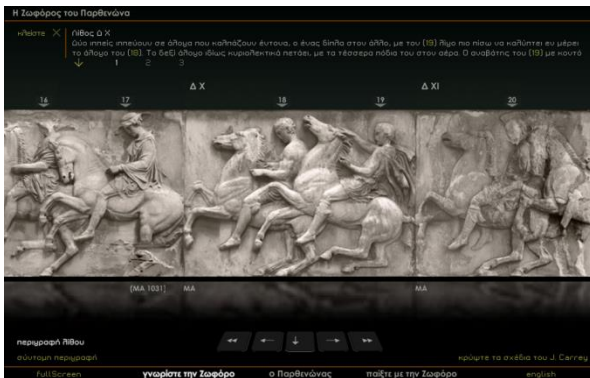 Η Ζωφόρος του Παρθενώνα
κλείστε Χ
Λίθος Δ Χ
Δύο ιππείς ιππεύουν σε άλογα που καλπάζουν έντονα, ο ένας δίπλα στον άλλο, με τον (19) λίγο πιο πίσω να καλύπτει εν μέρει
το άλογο του (18). Το δεξί άλογο ιδίως κυριολεκτικά πετάει, με τα τέσσερα πόδια του στον αέρα. Ο αναβάτης του (19) με κοντό
1 2 3
Δ Χ Δ ΧΙ
16 17 18 19 20
(MA 1031) MA MA
περιγραφή λίθου
σύντομη περιγραφή
κρύψτε τα σχέδια του J. Carrey
FullScreen γνωρίστε την Ζωφόρο ο Παρθενώνας παίξτε με την Ζωφόρο english